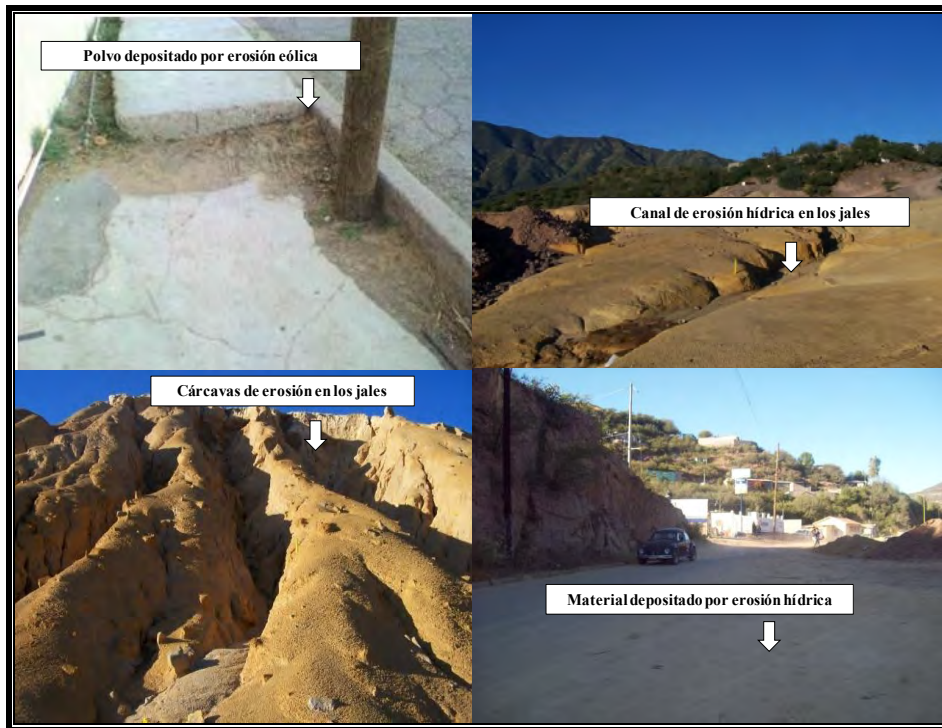 Polvo depositado por erosión eólica
Canal de erosión hídrica en los jales
Cárcavas de erosión en los jales
Material depositado por erosión hídrica